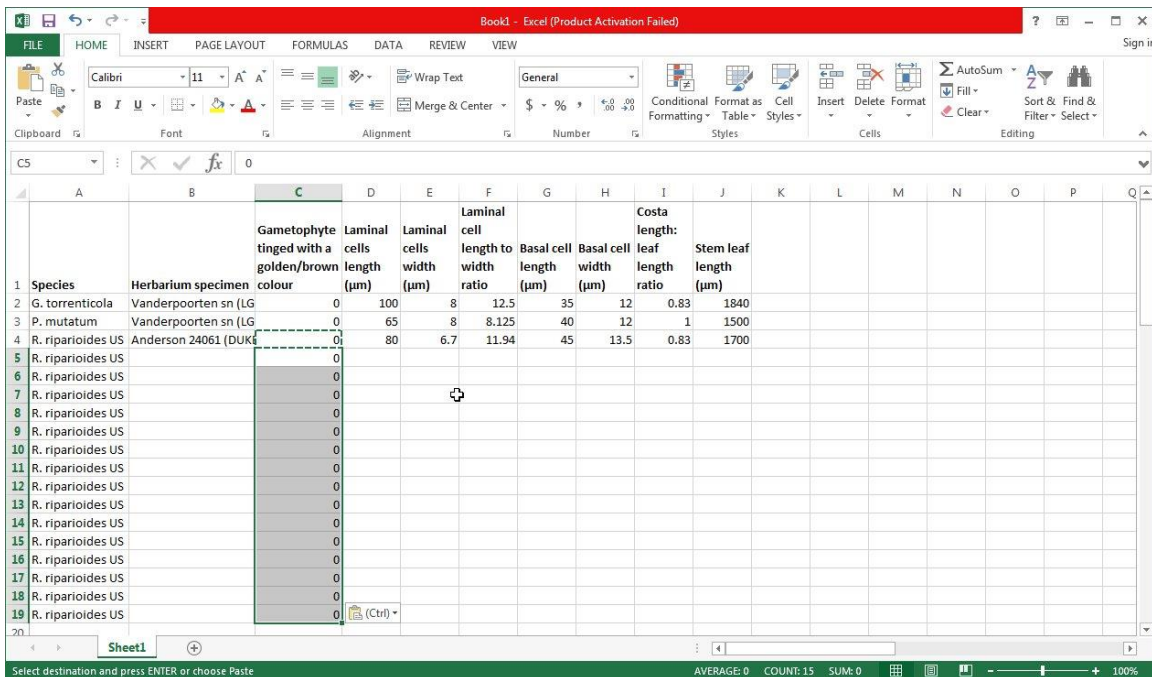 Book1 - Excel (Product Activation Failed)
FILE HOME INSERT PAGE LAYOUT FORMULAS DATA REVIEW VIEW Sign in
Paste
Calibri 11
Wrap Text
Merge & Center
General
Conditional Formatting
Format as Table
Cell Styles
Insert Delete Format
AutoSum
Fill
Clear
Sort & Filter
Find & Select
Clipboard Font Alignment Number Styles Cells Editing
C5 fx 0
A B C D E F G H I J K L M N O P Q
1 Species Herbarium specimen Gametophyte tinged with a golden/brown colour Laminal cells length (µm) Laminal cells width (µm) Laminal cell length to width ratio Basal cell length (µm) Basal cell width (µm) Costa length: leaf length ratio Stem leaf length (µm)
2 G. torrenticola Vanderpoorten sn (LG 0 100 8 12.5 35 12 0.83 1840
3 P. mutatum Vanderpoorten sn (LG 0 65 8 8.125 40 12 1 1500
4 R. riparioides US Anderson 24061 (DUKE 0 80 6.7 11.94 45 13.5 0.83 1700
5 R. riparioides US 0
6 R. riparioides US 0
7 R. riparioides US 0
8 R. riparioides US 0
9 R. riparioides US 0
10 R. riparioides US 0
11 R. riparioides US 0
12 R. riparioides US 0
13 R. riparioides US 0
14 R. riparioides US 0
15 R. riparioides US 0
16 R. riparioides US 0
17 R. riparioides US 0
18 R. riparioides US 0
19 R. riparioides US 0 (Ctrl)
20
Sheet1
Select destination and press ENTER or choose Paste AVERAGE: 0 COUNT: 15 SUM: 0 100%